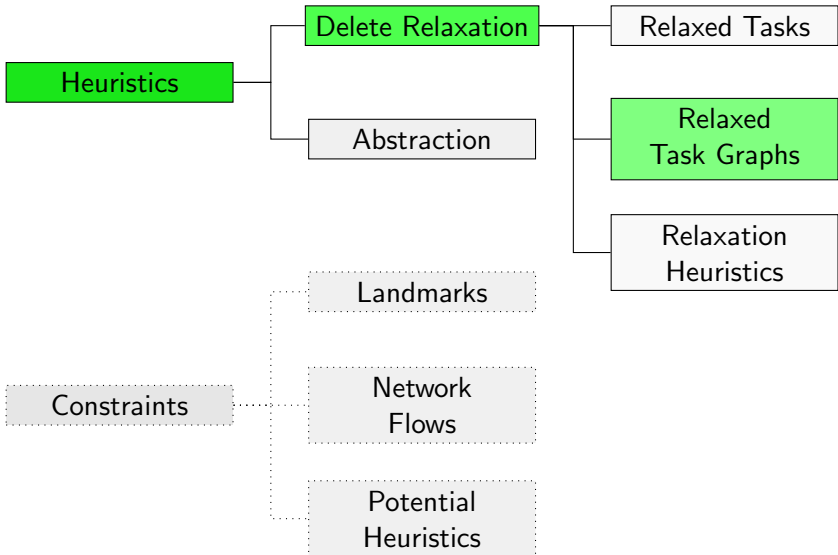 Heuristics
Delete Relaxation
Abstraction
Relaxed Tasks
Relaxed
Task Graphs
Relaxation
Heuristics
Constraints
Landmarks
Network
Flows
Potential
Heuristics